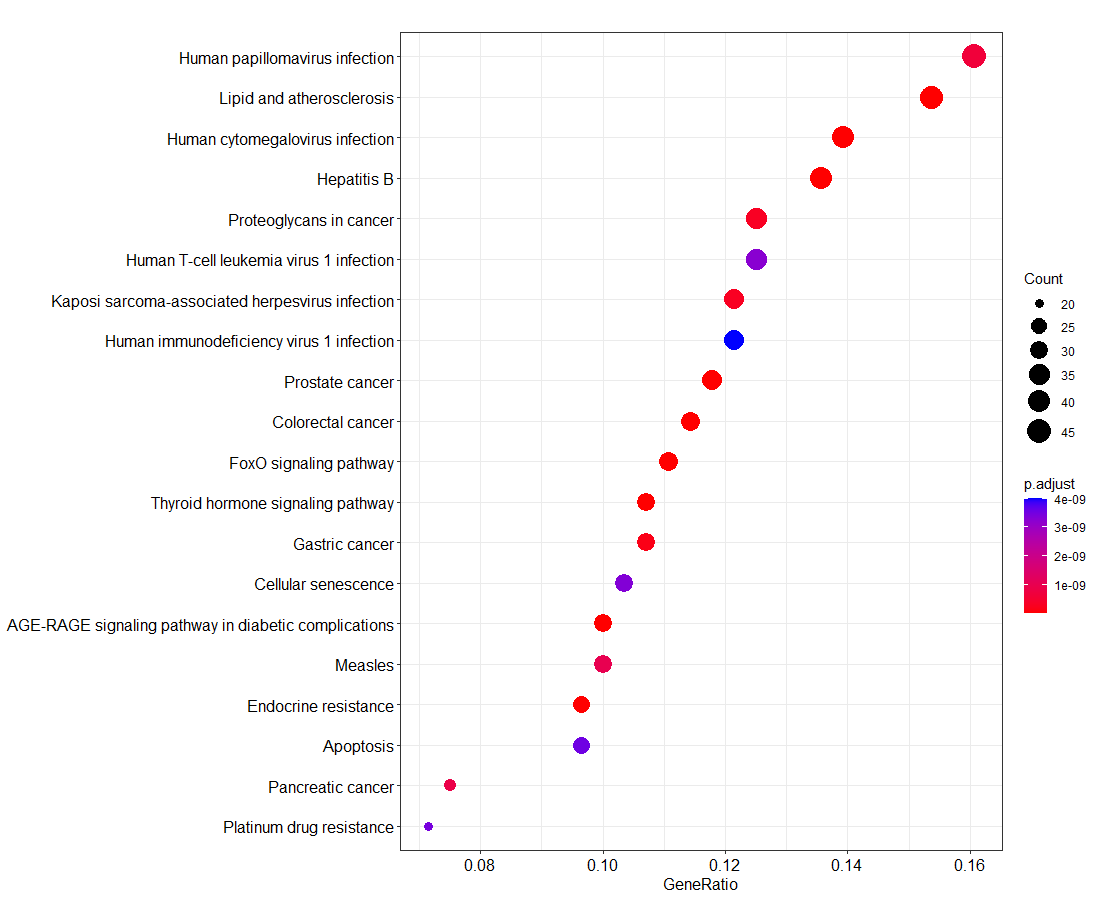 Human papillomavirus infection
Lipid and atherosclerosis
Human cytomegalovirus infection
Hepatitis B
Proteoglycans in cancer
Human T-cell leukemia virus 1 infection
Kaposi sarcoma-associated herpesvirus infection
Human immunodeficiency virus 1 infection
Prostate cancer
Colorectal cancer
FoxO signaling pathway
Thyroid hormone signaling pathway
Gastric cancer
Cellular senescence
AGE-RAGE signaling pathway in diabetic complications
Measles
Endocrine resistance
Apoptosis
Pancreatic cancer
Platinum drug resistance
0.08 0.10 0.12 0.14 0.16
GeneRatio
Count
20
25
30
35
40
45
p.adjust
4e-09
3e-09
2e-09
1e-09